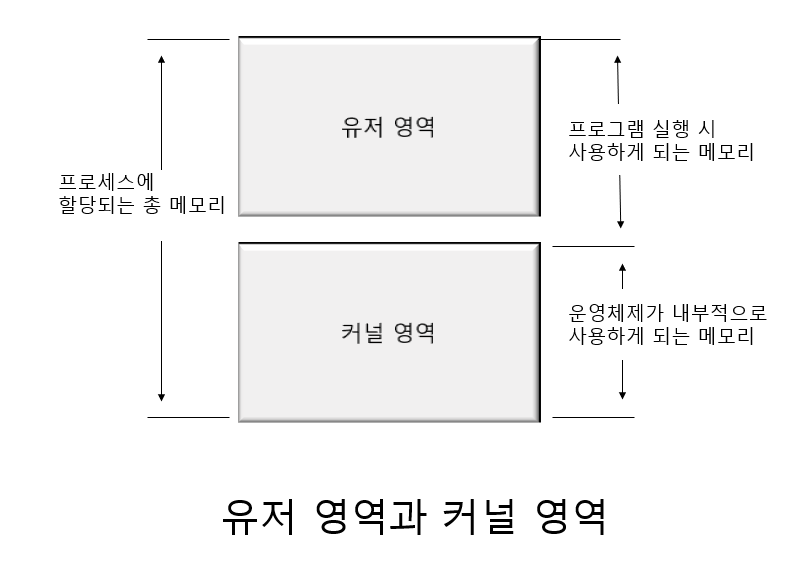 유저 영역
프로그램 실행 시
사용하게 되는 메모리
프로세스에
할당되는 총 메모리
커널 영역
운영체제가 내부적으로
사용하게 되는 메모리
유저 영역과 커널 영역